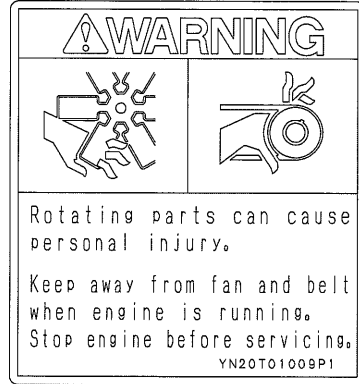 WARNING
Rotating parts can cause
personal injury.
Keep away from fan and belt
when engine is running.
Stop engine before servicing.
YN20T01009P1